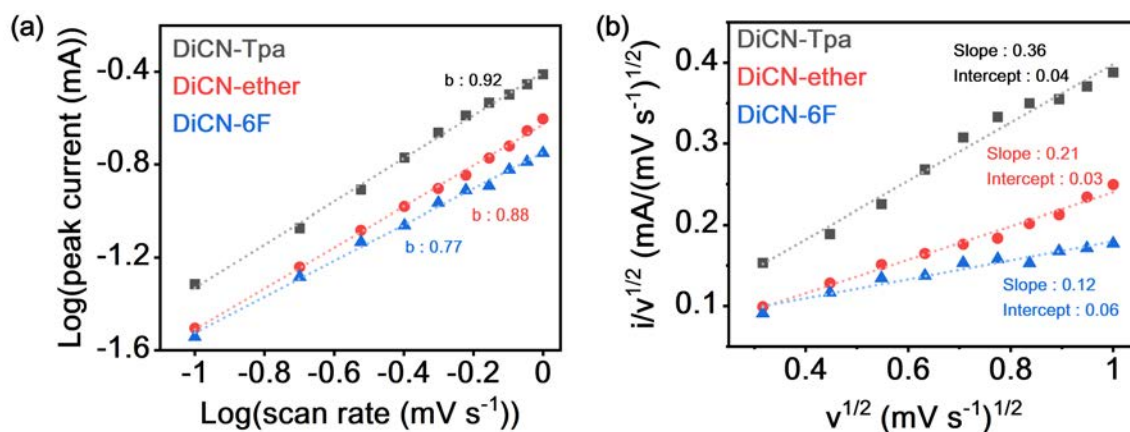 (a)
DiCN-Tpa
DiCN-ether
DiCN-6F
b : 0.92
b : 0.88
b : 0.77
Log(peak current (mA))
-0.4
-0.8
-1.2
-1.6
-1 -0.8 -0.6 -0.4 -0.2 0
Log(scan rate (mV s⁻¹))
(b)
DiCN-Tpa
DiCN-ether
DiCN-6F
Slope : 0.36
Intercept : 0.04
Slope : 0.21
Intercept : 0.03
Slope : 0.12
Intercept : 0.06
i/v^1/2 (mA/(mV s⁻¹)^1/2)
0.4
0.3
0.2
0.1
0.4 0.6 0.8 1
v^1/2 (mV s⁻¹)^1/2